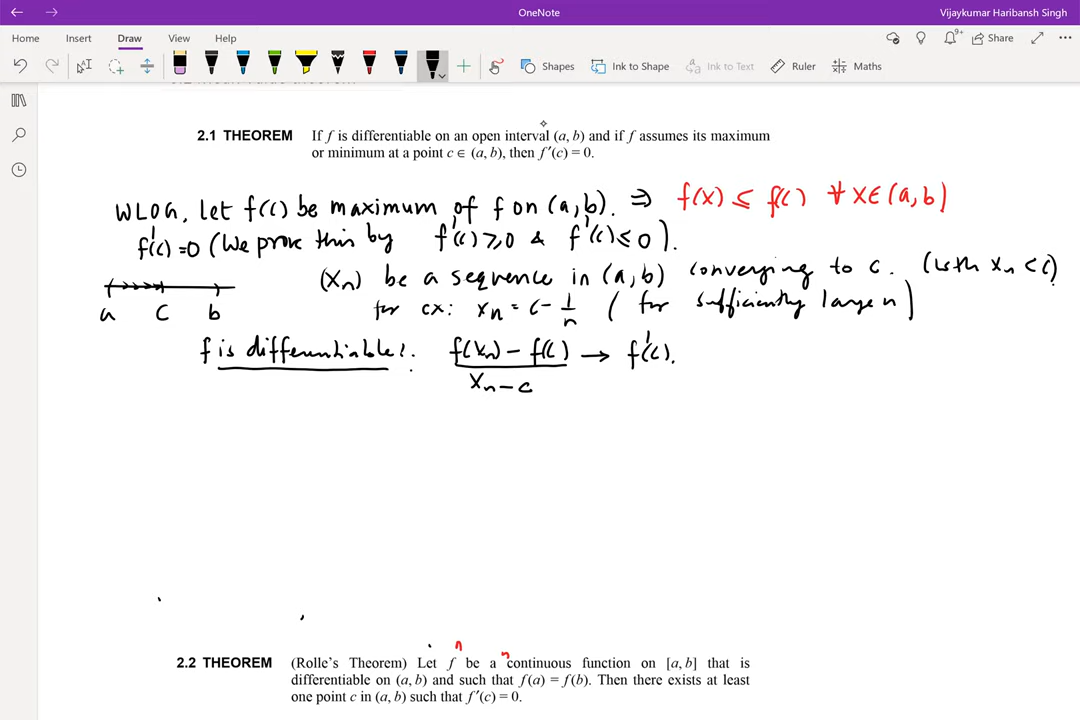 OneNote
Vijaykumar Haribansh Singh
Home Insert Draw View Help
9+ Share
Shapes Ink to Shape Ink to Text Ruler Maths
2.1 THEOREM If f is differentiable on an open interval (a, b) and if f assumes its maximum
or minimum at a point c ∈ (a, b), then f′(c) = 0.
WLOG, let f(c) be maximum of f on (a, b). ⇒ f(x) ≤ f(c) ∀ x ∈ (a, b)
f'(c) = 0 (We prove this by f'(c) ≥ 0 & f'(c) ≤ 0).
(xn) be a sequence in (a, b) converging to c. (with xn < c)
for ex: xn = c - 1/n (for sufficiently large n)
a c b
f is differentiable: (f(xn) - f(c))/(xn - c) → f'(c).
2.2 THEOREM (Rolle's Theorem) Let f be a continuous function on [a, b] that is
differentiable on (a, b) and such that f(a) = f(b). Then there exists at least
one point c in (a, b) such that f′(c) = 0.